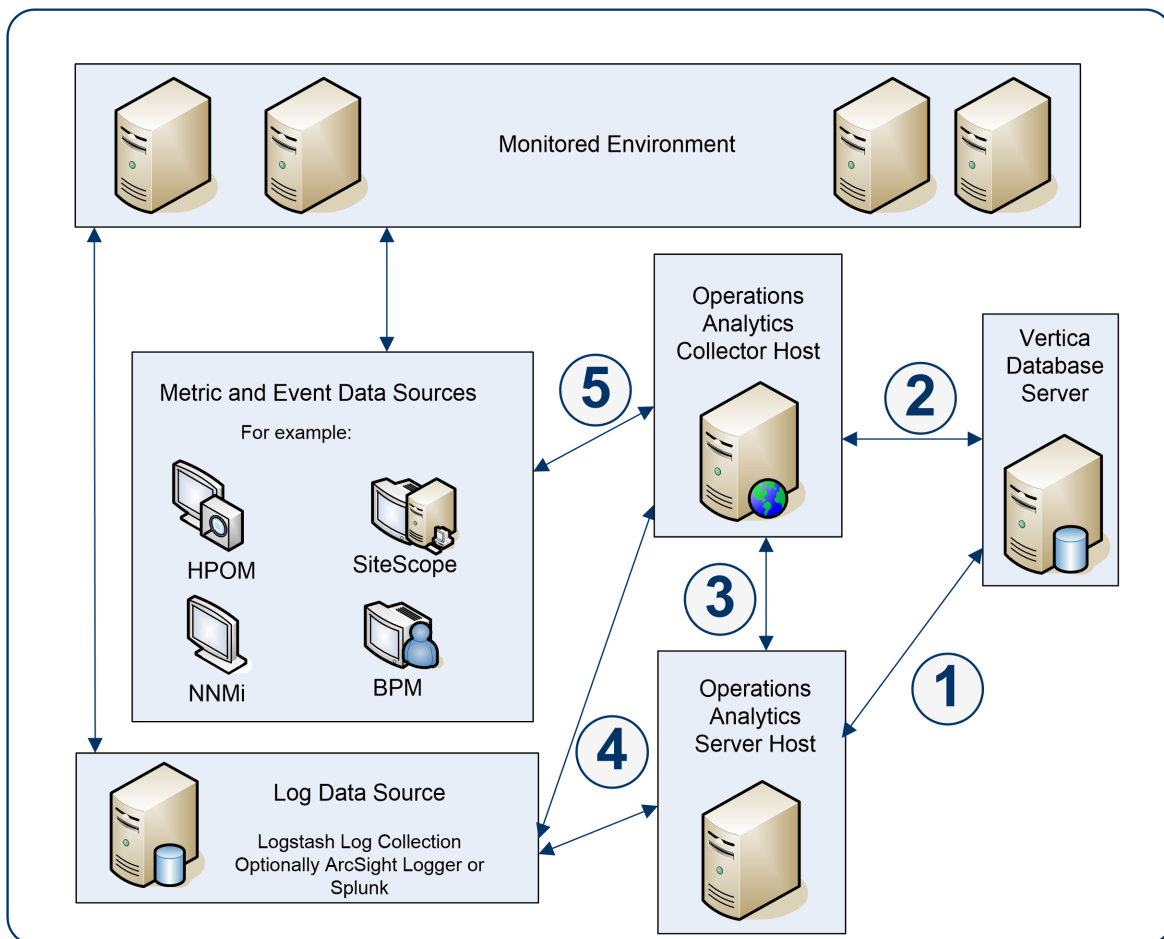 Monitored Environment
Operations
Analytics
Collector Host
Vertica
Database
Server
Metric and Event Data Sources
For example:
HPOM
SiteScope
NNMi
BPM
5
2
3
1
4
Operations
Analytics
Server Host
Log Data Source
Logstash Log Collection
Optionally ArcSight Logger or
Splunk